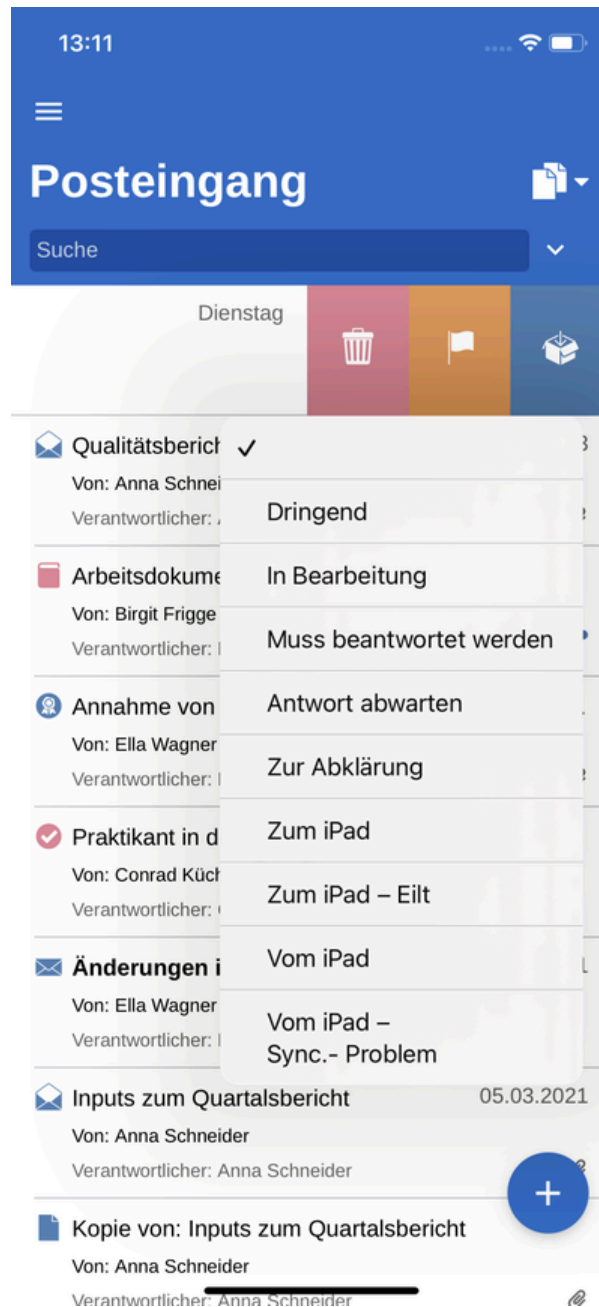 13:11
Posteingang
Suche
Dienstag
Qualitätsberich
Von: Anna Schnei
Verantwortlicher:
Dringend
Arbeitsdokume
In Bearbeitung
Von: Birgit Frigge
Verantwortlicher:
Muss beantwortet werden
Annahme von
Antwort abwarten
Von: Ella Wagner
Verantwortlicher:
Zur Abklärung
Praktikant in d
Zum iPad
Von: Conrad Küch
Verantwortlicher:
Zum iPad – Eilt
Änderungen i
Vom iPad
Von: Ella Wagner
Verantwortlicher:
Vom iPad –
Sync.- Problem
Inputs zum Quartalsbericht 05.03.2021
Von: Anna Schneider
Verantwortlicher: Anna Schneider
Kopie von: Inputs zum Quartalsbericht
Von: Anna Schneider
Verantwortlicher: Anna Schneider